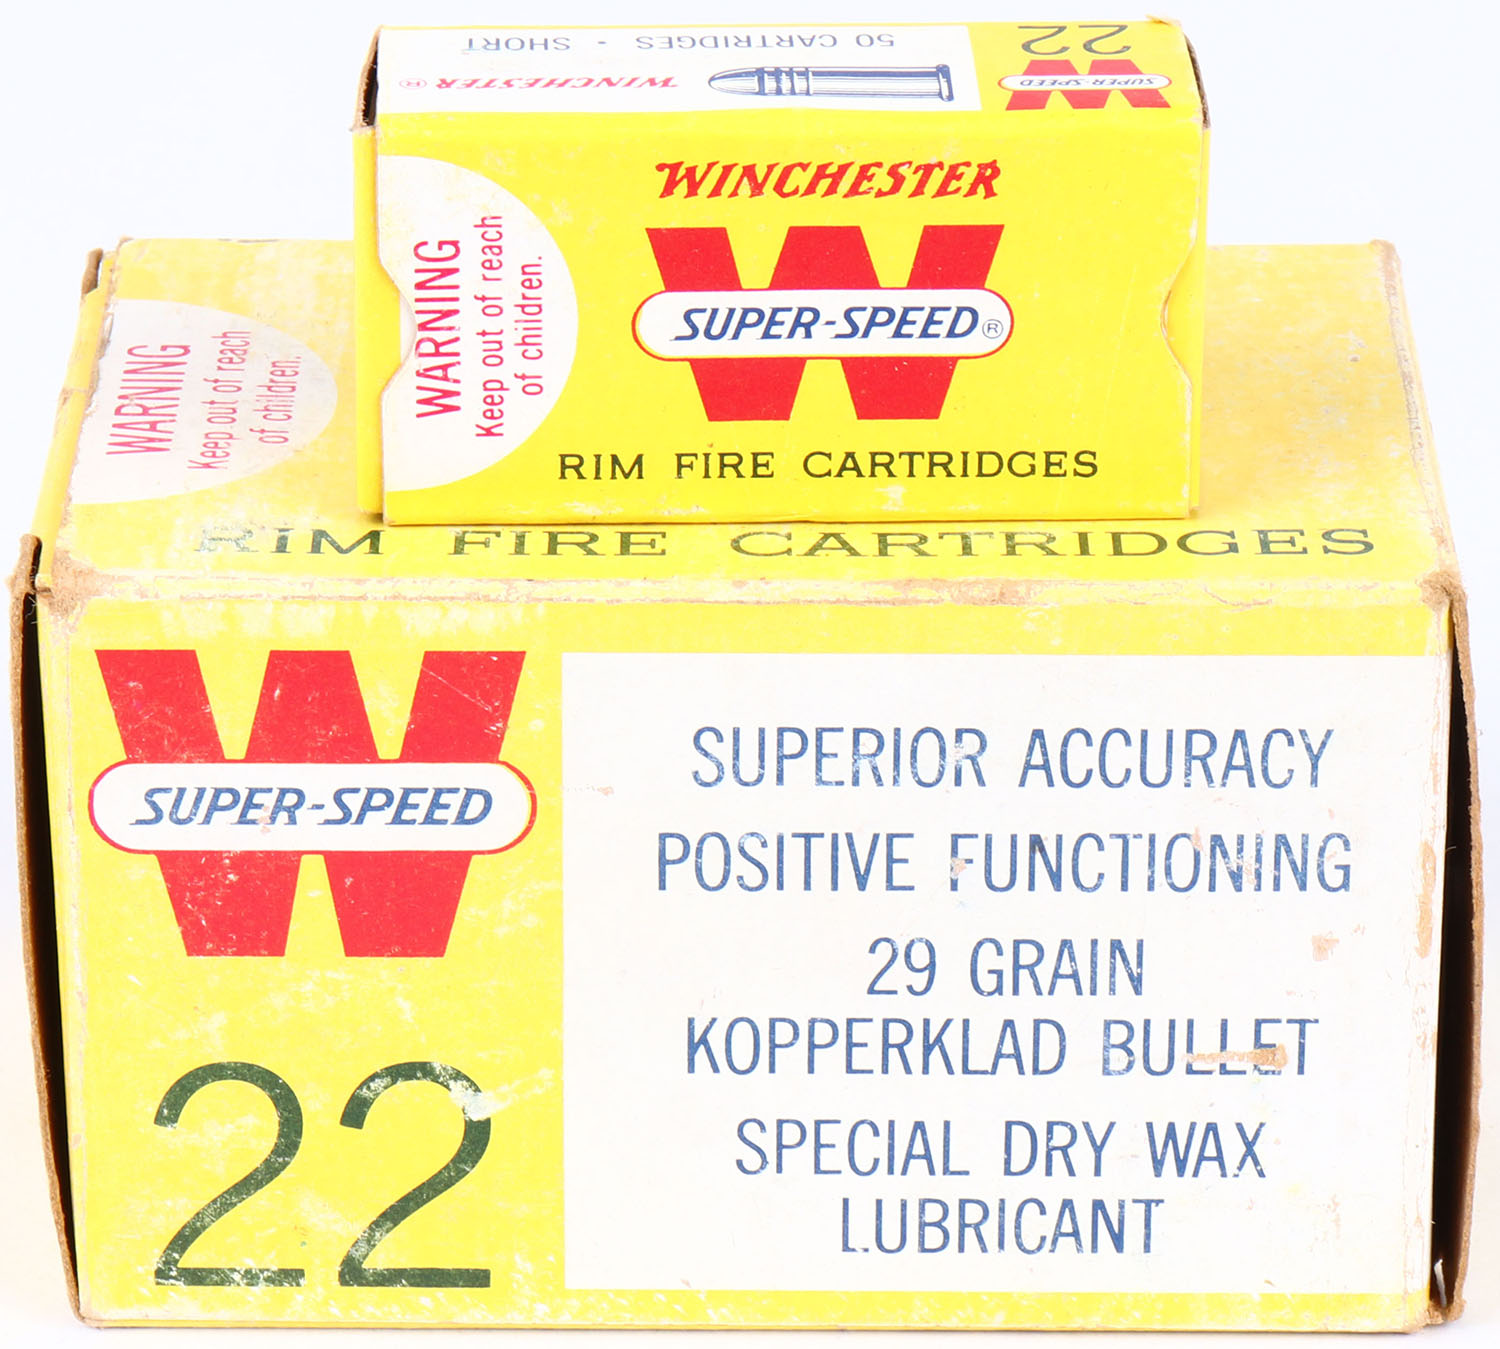 50 CARTRIDGES • SHORT
WINCHESTER ®
22
SUPER-SPEED
WINCHESTER
SUPER-SPEED ®
WARNING
Keep out of reach
of children.
RIM FIRE CARTRIDGES
WARNING
Keep out of reach
of children.
RIM FIRE CARTRIDGES
SUPER-SPEED
22
SUPERIOR ACCURACY
POSITIVE FUNCTIONING
29 GRAIN
KOPPERKLAD BULLET
SPECIAL DRY WAX
LUBRICANT